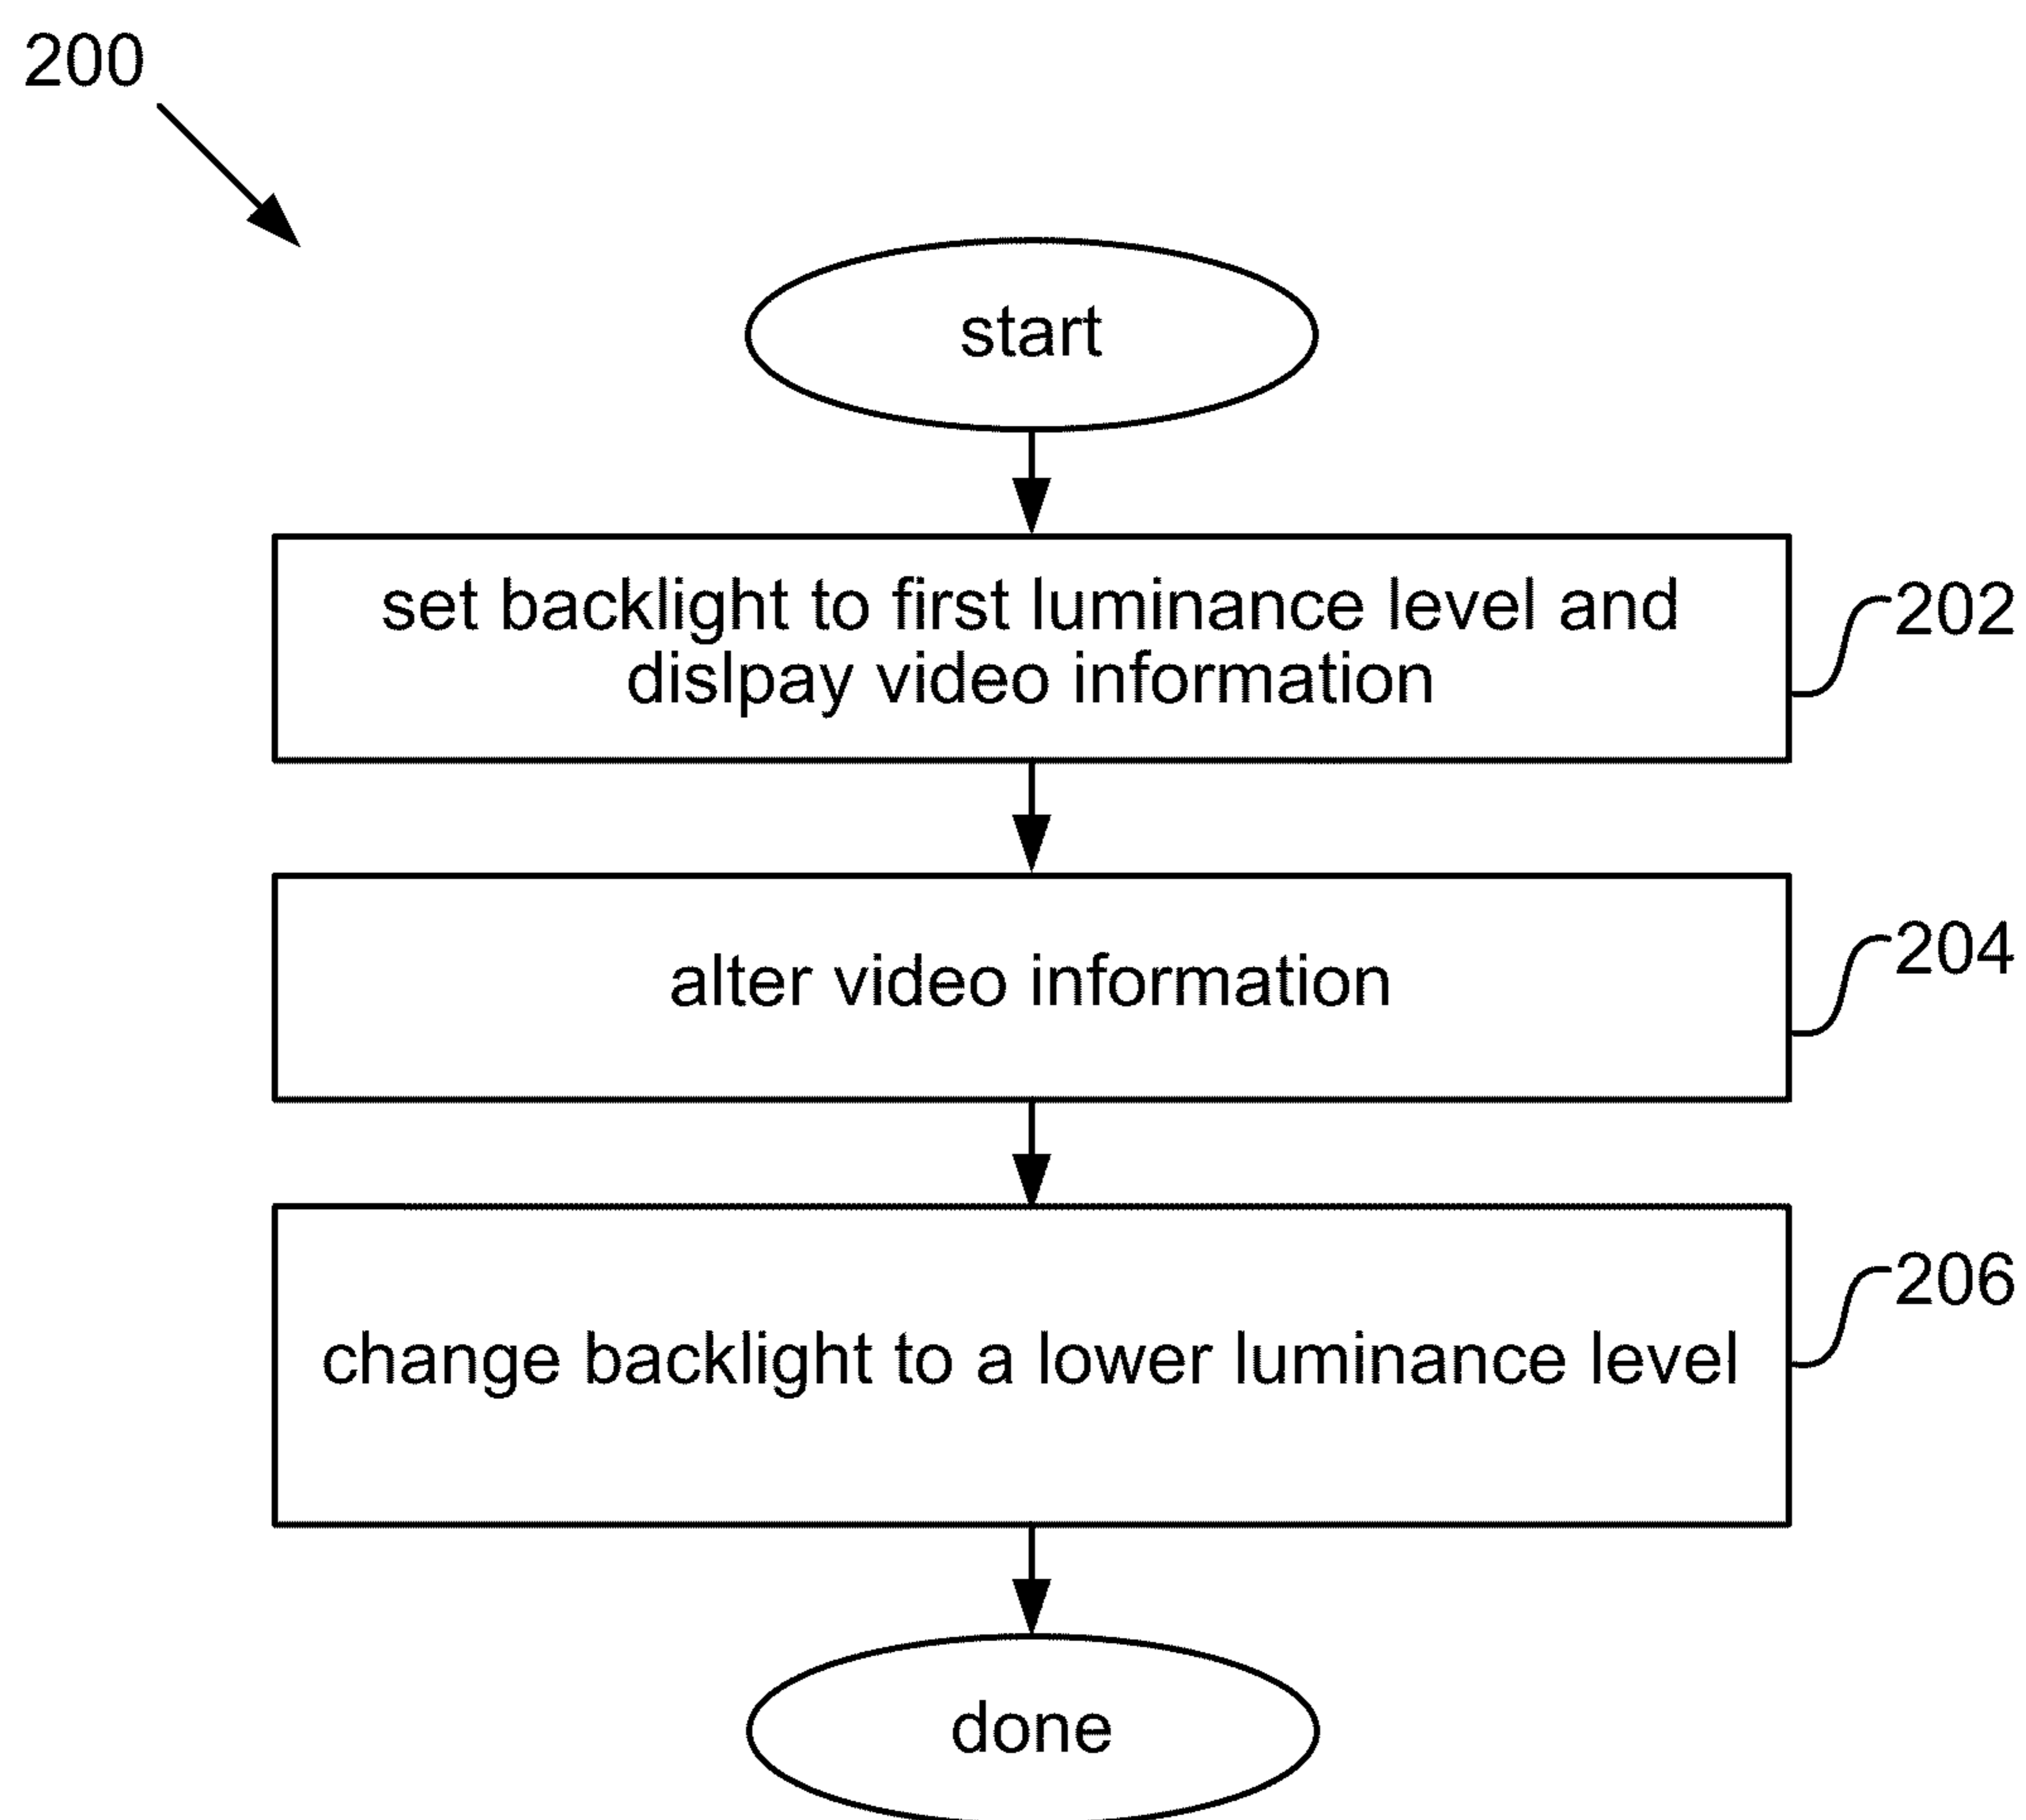 200
start
set backlight to first luminance level and
dislpay video information
202
alter video information
204
change backlight to a lower luminance level
206
done